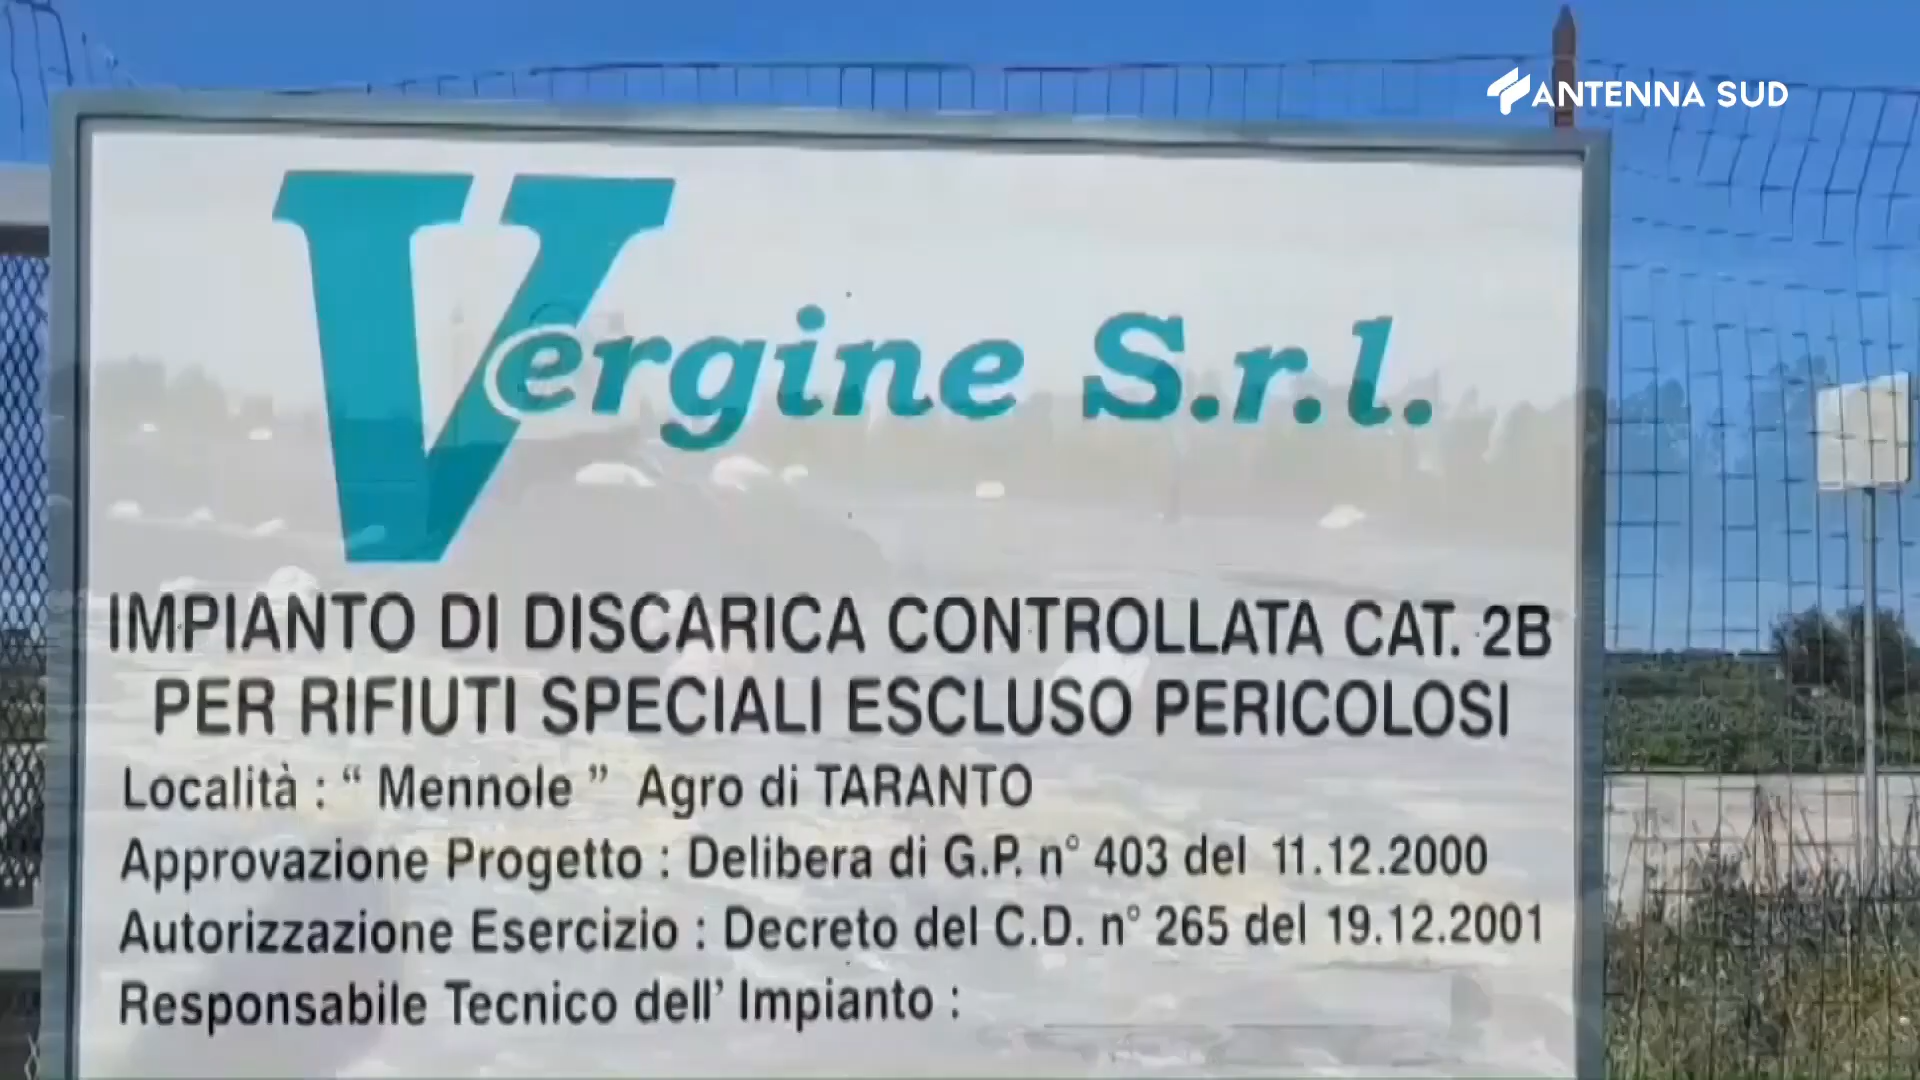 ANTENNA SUD
Vergine S.r.l.
IMPIANTO DI DISCARICA CONTROLLATA CAT. 2B
PER RIFIUTI SPECIALI ESCLUSO PERICOLOSI
Località : “ Mennole ” Agro di TARANTO
Approvazione Progetto : Delibera di G.P. n° 403 del 11.12.2000
Autorizzazione Esercizio : Decreto del C.D. n° 265 del 19.12.2001
Responsabile Tecnico dell’ Impianto :